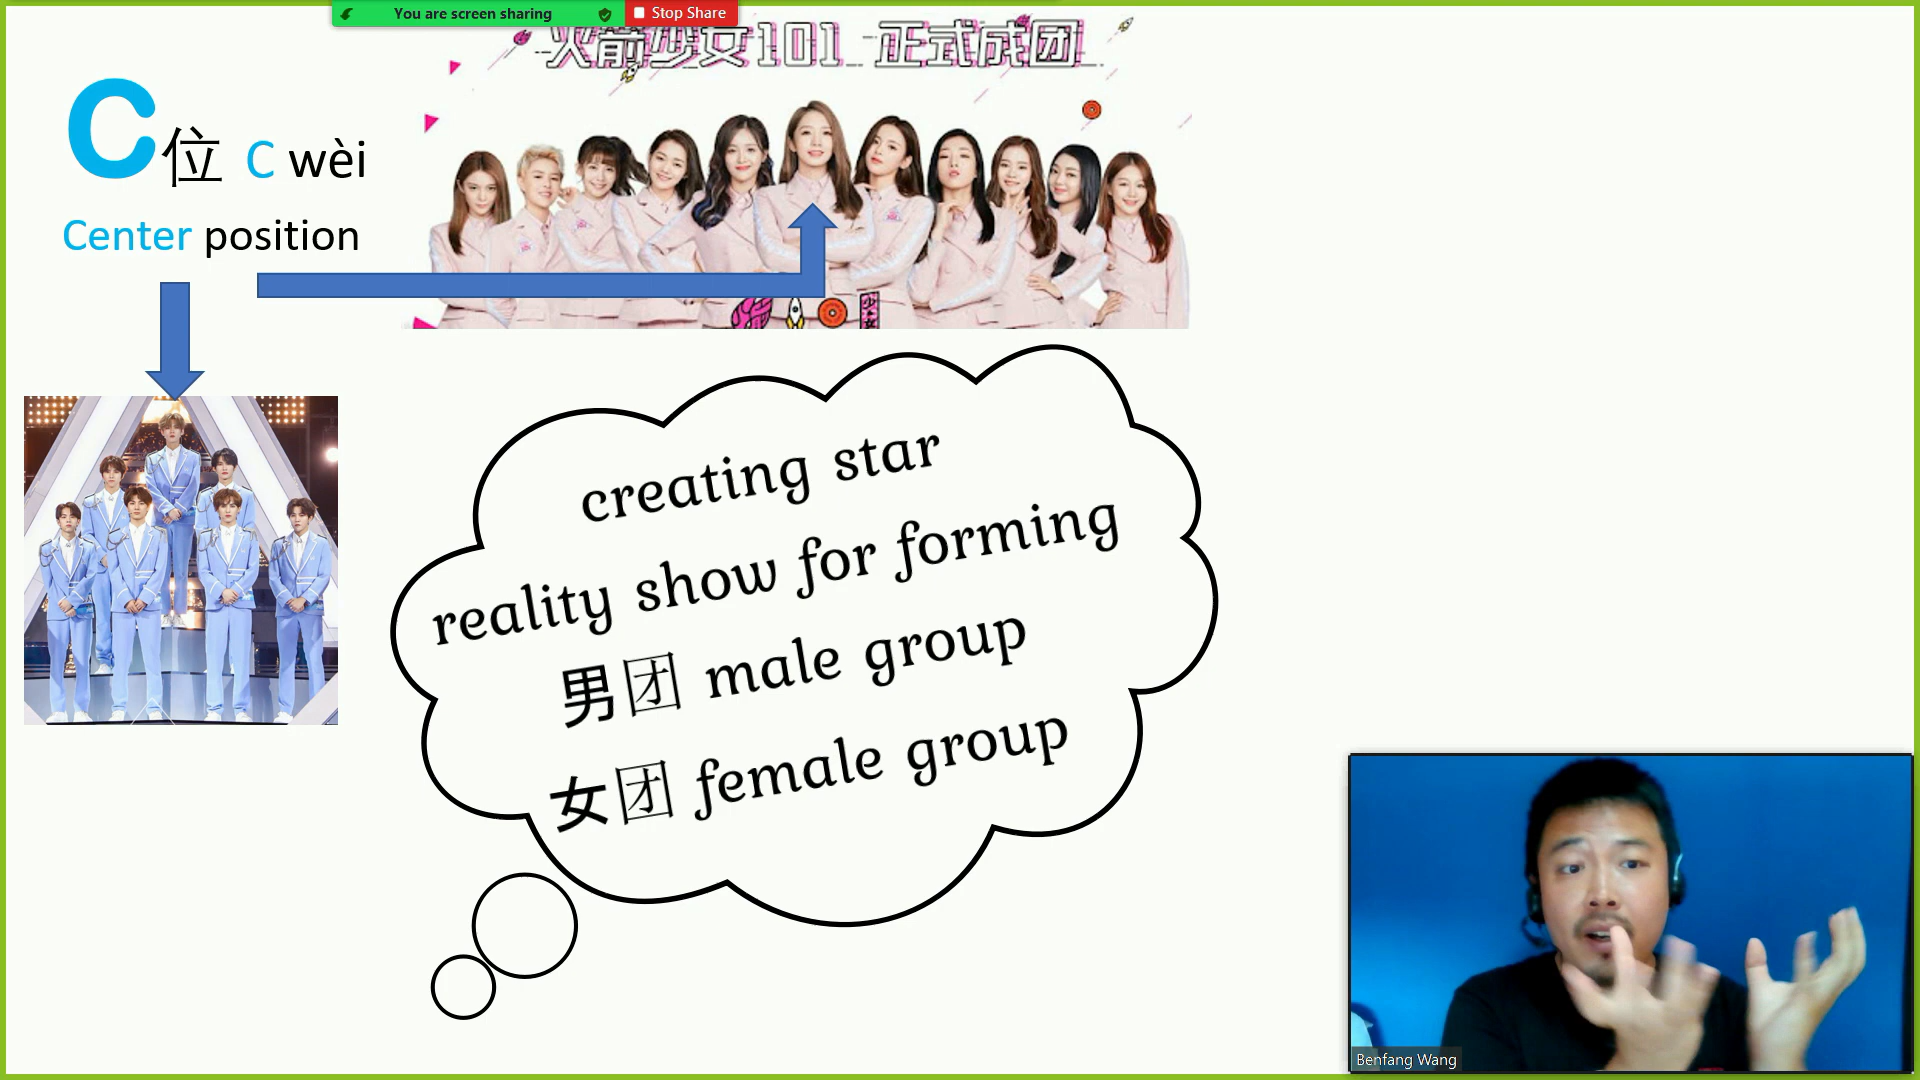 You are screen sharing
Stop Share
火箭少女101 正式成团
C位 C wèi
Center position
少女
creating star
reality show for forming
男团 male group
女团 female group
Benfang Wang